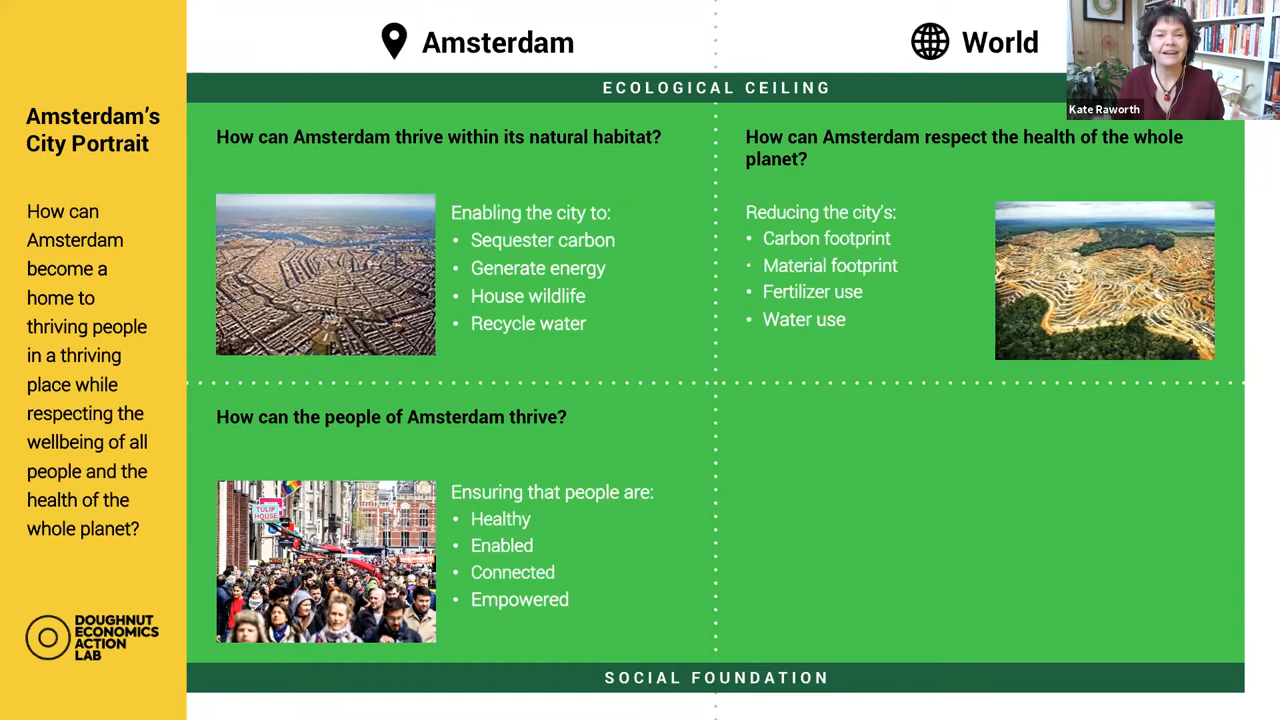 Amsterdam
World
Kate Raworth
ECOLOGICAL CEILING
Amsterdam's
City Portrait
How can
Amsterdam
become a
home to
thriving people
in a thriving
place while
respecting the
wellbeing of all
people and the
health of the
whole planet?
DOUGHNUT
ECONOMICS
ACTION
LAB
How can Amsterdam thrive within its natural habitat?
Enabling the city to:
• Sequester carbon
• Generate energy
• House wildlife
• Recycle water
How can Amsterdam respect the health of the whole
planet?
Reducing the city's:
• Carbon footprint
• Material footprint
• Fertilizer use
• Water use
How can the people of Amsterdam thrive?
TULIP
HOUSE
Ensuring that people are:
• Healthy
• Enabled
• Connected
• Empowered
SOCIAL FOUNDATION